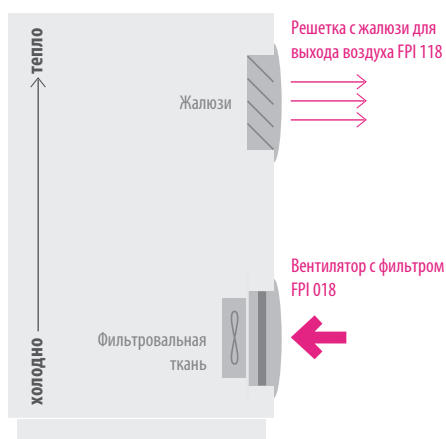 Решетка с жалюзи для
выхода воздуха FPI 118
тепло
Жалюзи
Вентилятор с фильтром
FPI 018
Фильтровальная
ткань
холодно